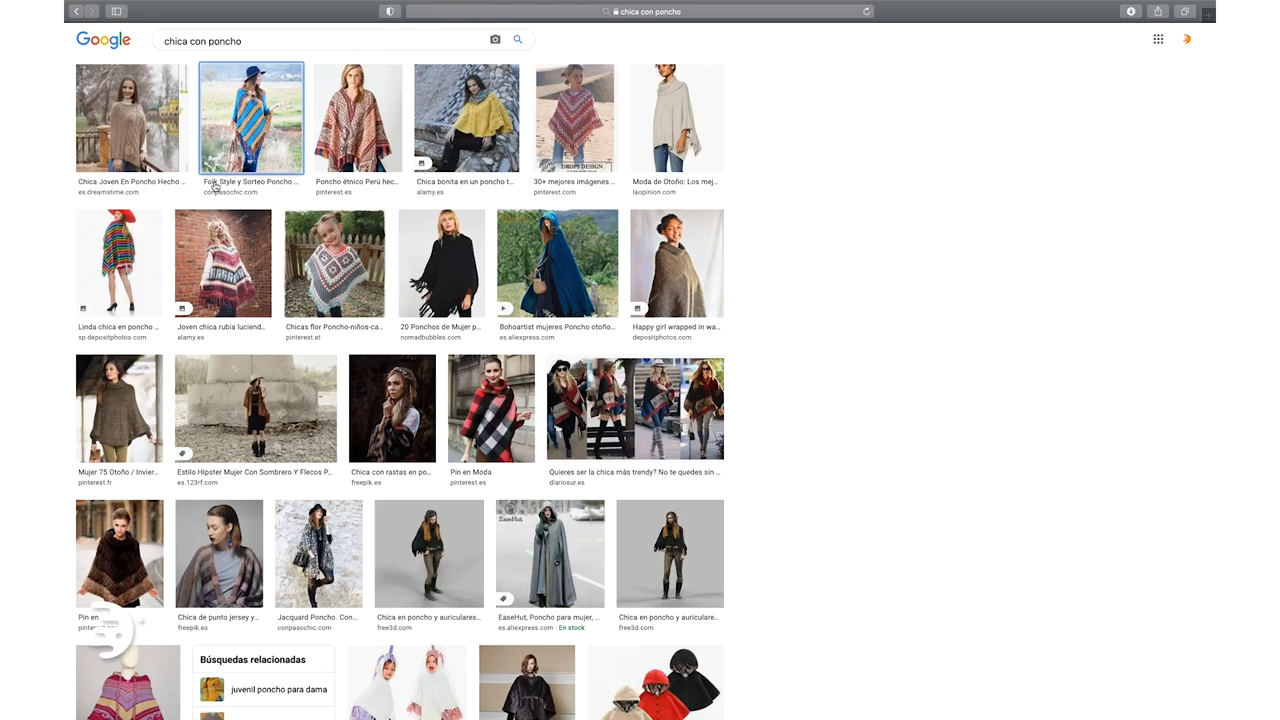 chica con poncho
Google
chica con poncho
DROPS DESIGN
Chica Joven En Poncho Hecho ...
es.dreamstime.com
Folk Style y Sorteo Poncho ...
conpasochic.com
Poncho étnico Perú hec...
pinterest.es
Chica bonita en un poncho t...
alamy.es
30+ mejores imágenes ...
pinterest.com
Moda de Otoño: Los mej...
laopinion.com
Linda chica en poncho ...
sp.depositphotos.com
Joven chica rubia luciend...
alamy.es
Chicas flor Poncho-niños-ca...
pinterest.at
20 Ponchos de Mujer p...
nomadbubbles.com
Bohoartist mujeres Poncho otoño...
es.aliexpress.com
Happy girl wrapped in wa...
depositphotos.com
Mujer 75 Otoño / Invier...
pinterest.fr
Estilo Hipster Mujer Con Sombrero Y Flecos P...
es.123rf.com
Chica con rastas en po...
freepik.es
Pin en Moda
pinterest.es
Quieres ser la chica más trendy? No te quedes sin ...
diariosur.es
EaseHut
Pin en
Chica de punto jersey y...
freepik.es
Jacquard Poncho. Con...
conpasochic.com
Chica en poncho y auriculares...
free3d.com
EaseHut, Poncho para mujer, ...
es.aliexpress.com · En stock
Chica en poncho y auriculare...
free3d.com
Búsquedas relacionadas
juvenil poncho para dama